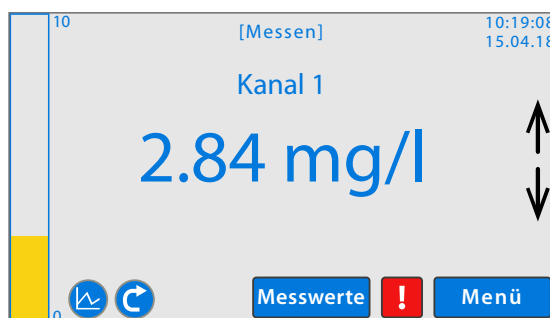 10
[Messen]
10:19:08
15.04.18
Kanal 1
2.84 mg/l
0
Messwerte
!
Menü